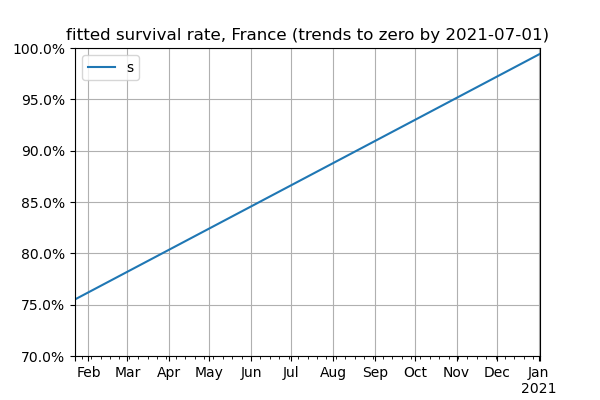 fitted survival rate, France (trends to zero by 2021-07-01)
100.0%
95.0%
90.0%
85.0%
80.0%
75.0%
70.0%
s
Feb Mar Apr May Jun Jul Aug Sep Oct Nov Dec Jan
2021